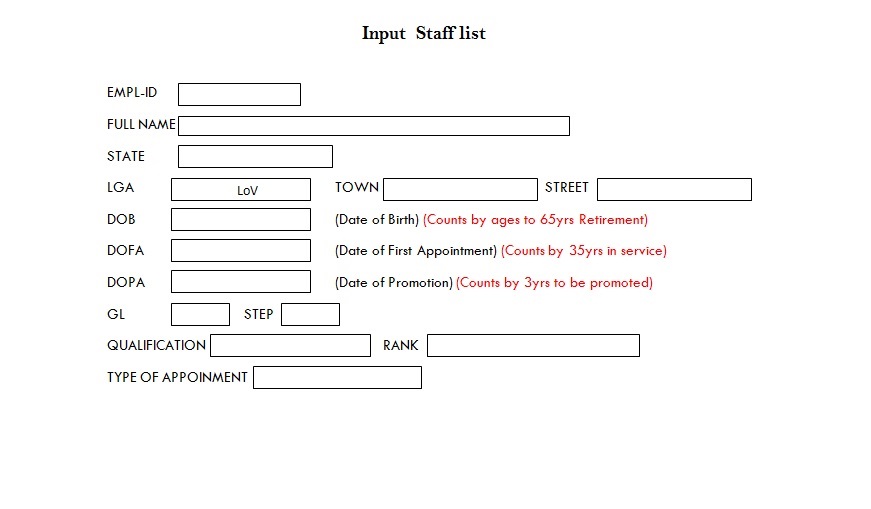 Input Staff list
EMPL-ID
FULL NAME
STATE
LGA LoV TOWN STREET
DOB (Date of Birth) (Counts by ages to 65yrs Retirement)
DOFA (Date of First Appointment) (Counts by 35yrs in service)
DOPA (Date of Promotion) (Counts by 3yrs to be promoted)
GL STEP
QUALIFICATION RANK
TYPE OF APPOINMENT